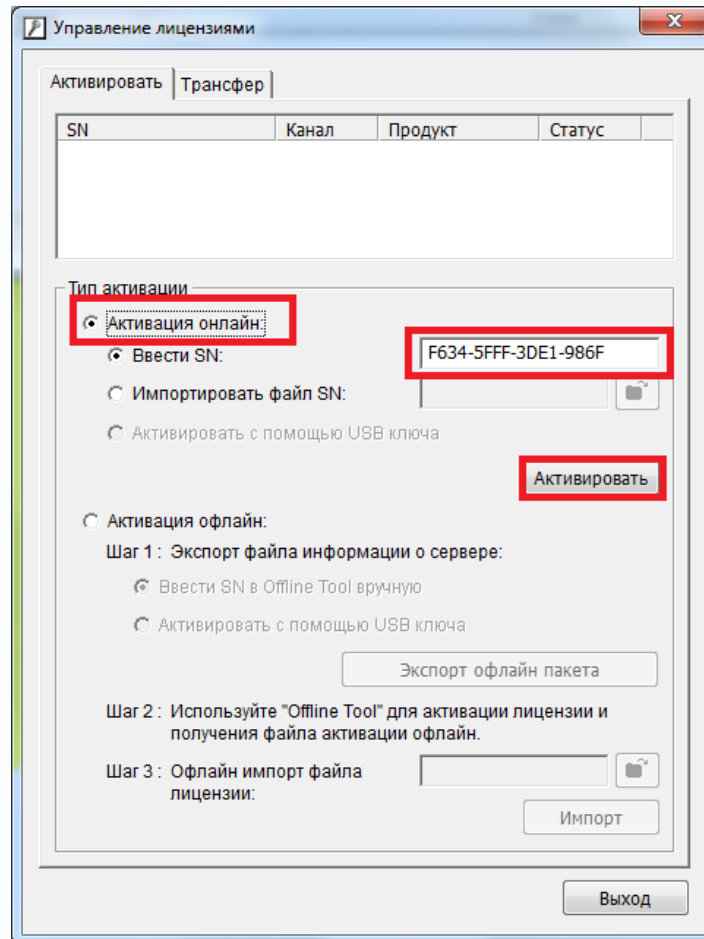 Управление лицензиями
Активировать Трансфер
SN Канал Продукт Статус
Тип активации
Активация онлайн:
Ввести SN: F634-5FFF-3DE1-986F
Импортировать файл SN:
Активировать с помощью USB ключа
Активировать
Активация офлайн:
Шаг 1 : Экспорт файла информации о сервере:
Ввести SN в Offline Tool вручную
Активировать с помощью USB ключа
Экспорт офлайн пакета
Шаг 2 : Используйте "Offline Tool" для активации лицензии и
получения файла активации офлайн.
Шаг 3 : Офлайн импорт файла
лицензии:
Импорт
Выход